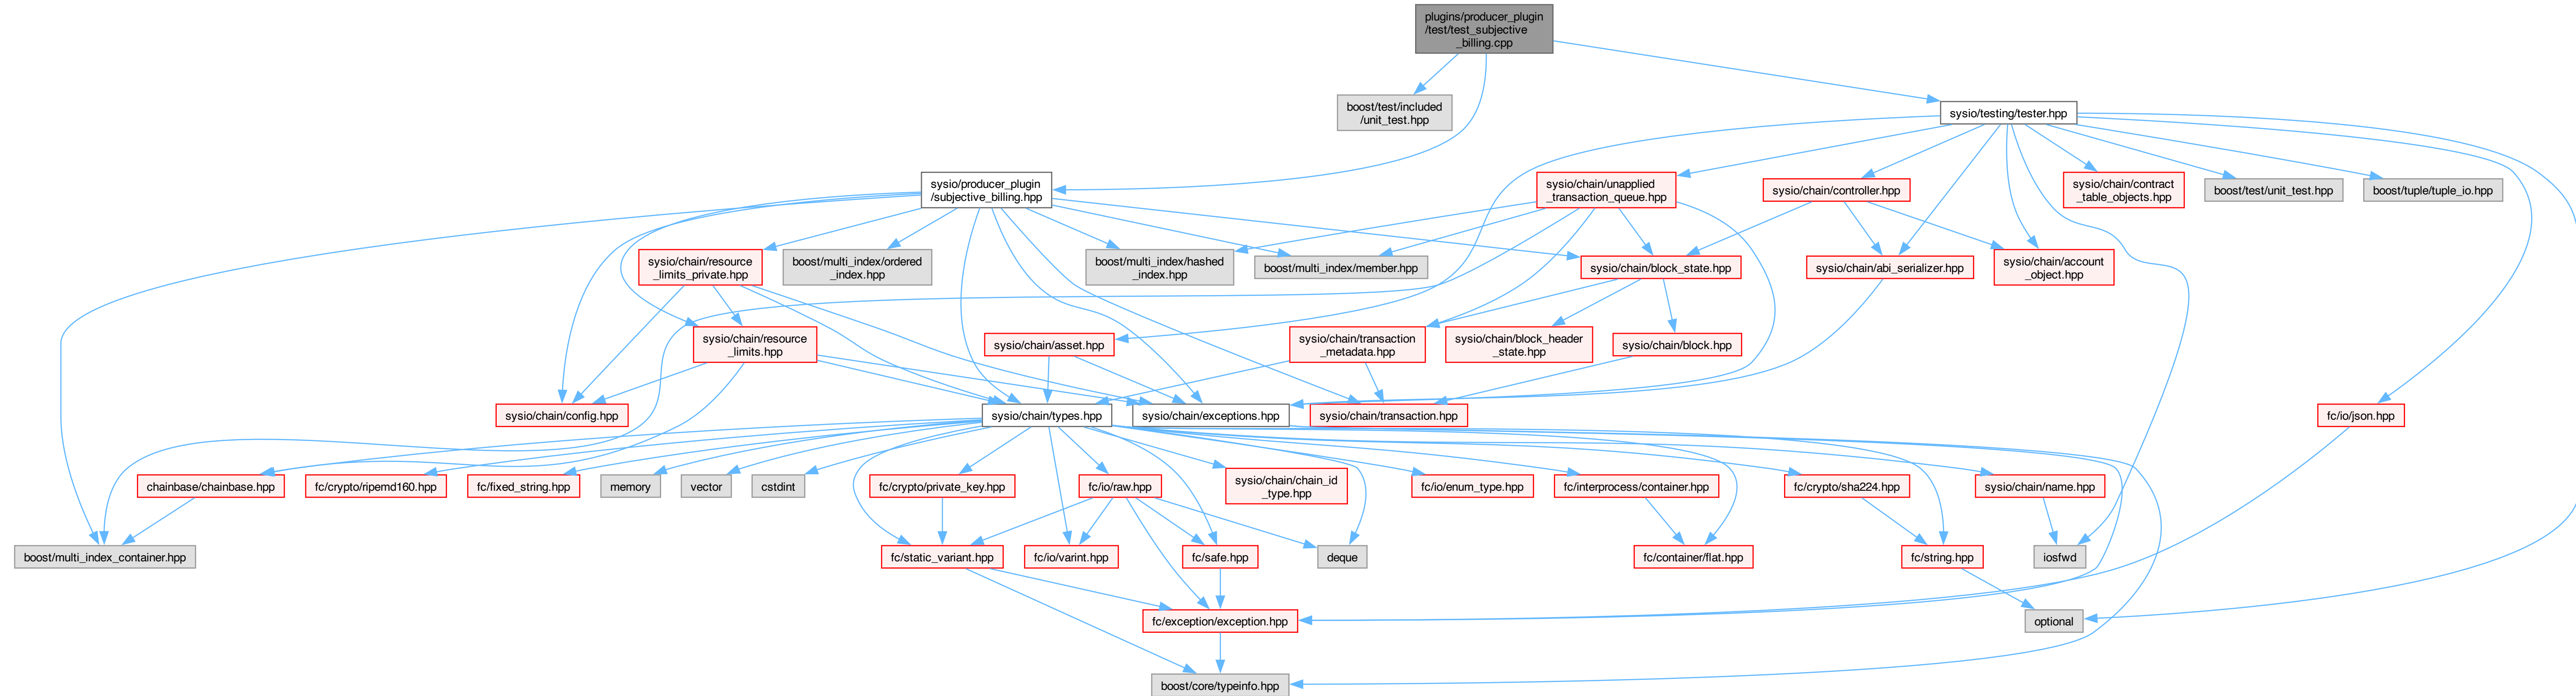 plugins/producer_plugin
/test/test_subjective
_billing.cpp
boost/test/included
/unit_test.hpp
sysio/testing/tester.hpp
sysio/producer_plugin
/subjective_billing.hpp
sysio/chain/unapplied
_transaction_queue.hpp
sysio/chain/controller.hpp
sysio/chain/contract
_table_objects.hpp
boost/test/unit_test.hpp
boost/tuple/tuple_io.hpp
sysio/chain/resource
_limits_private.hpp
boost/multi_index/ordered
_index.hpp
boost/multi_index/hashed
_index.hpp
boost/multi_index/member.hpp
sysio/chain/block_state.hpp
sysio/chain/abi_serializer.hpp
sysio/chain/account
_object.hpp
sysio/chain/resource
_limits.hpp
sysio/chain/asset.hpp
sysio/chain/transaction
_metadata.hpp
sysio/chain/block_header
_state.hpp
sysio/chain/block.hpp
sysio/chain/config.hpp
sysio/chain/types.hpp
sysio/chain/exceptions.hpp
sysio/chain/transaction.hpp
fc/io/json.hpp
chainbase/chainbase.hpp
fc/crypto/ripemd160.hpp
fc/fixed_string.hpp
memory
vector
cstdint
fc/crypto/private_key.hpp
fc/io/raw.hpp
sysio/chain/chain_id
_type.hpp
fc/io/enum_type.hpp
fc/interprocess/container.hpp
fc/crypto/sha224.hpp
sysio/chain/name.hpp
boost/multi_index_container.hpp
fc/static_variant.hpp
fc/io/varint.hpp
fc/safe.hpp
deque
fc/container/flat.hpp
fc/string.hpp
iosfwd
fc/exception/exception.hpp
optional
boost/core/typeinfo.hpp